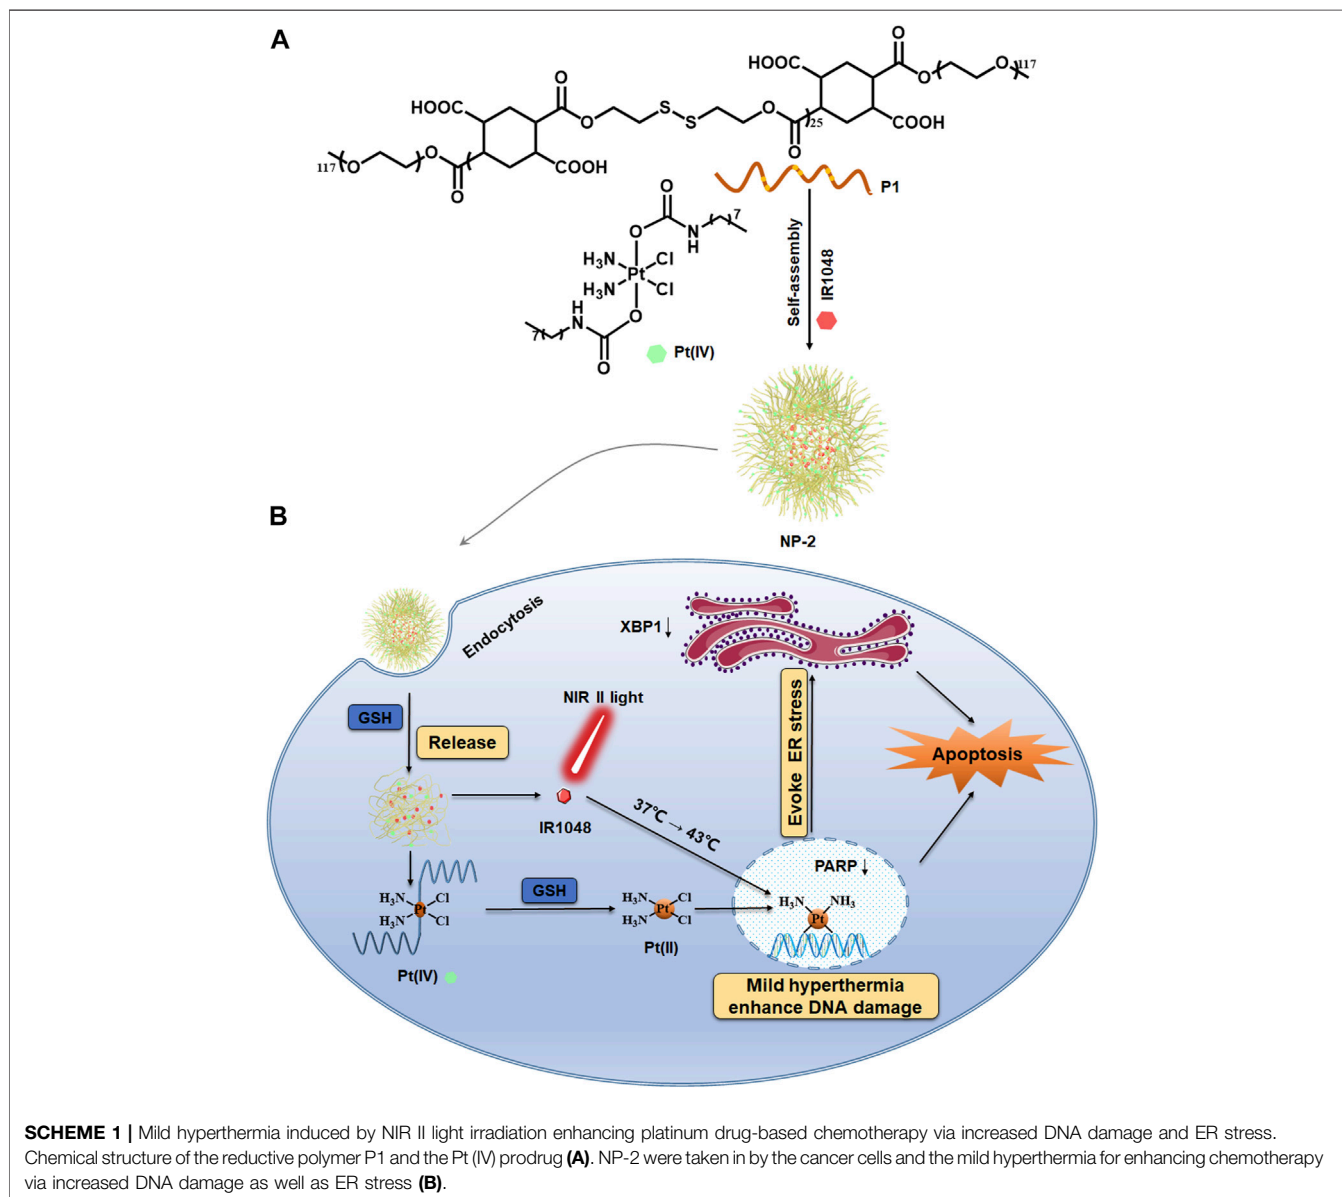 A
HOOC
O
O
O
117
HOOC
O
O
S
S
O
O
25
COOH
117
O
O
O
COOH
P1
O
O
N
H
7
H3N
Cl
Pt
H3N
Cl
H
N
O
7
O
Pt(IV)
Self-assembly
IR1048
NP-2
B
Endocytosis
XBP1↓
GSH
Release
NIR II light
IR1048
37℃ → 43℃
Evoke ER stress
Apoptosis
PARP↓
H3N
Cl
Pt
H3N
Cl
Pt(IV)
GSH
H3N
Cl
Pt
H3N
Cl
Pt(II)
H3N
NH3
Pt
Mild hyperthermia
enhance DNA damage
SCHEME 1 | Mild hyperthermia induced by NIR II light irradiation enhancing platinum drug-based chemotherapy via increased DNA damage and ER stress.
Chemical structure of the reductive polymer P1 and the Pt (IV) prodrug (A). NP-2 were taken in by the cancer cells and the mild hyperthermia for enhancing chemotherapy
via increased DNA damage as well as ER stress (B).